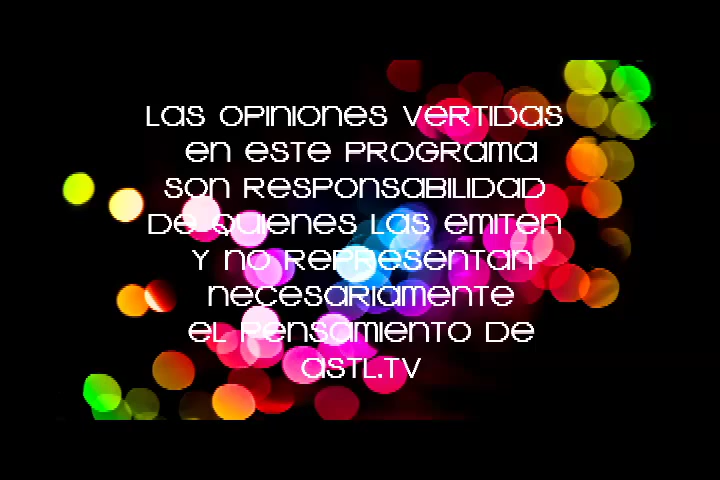 Las opiniones vertidas
en este programa
son responsabilidad
de quienes las emiten
y no representan
necesariamente
el pensamiento de
ASTL.TV